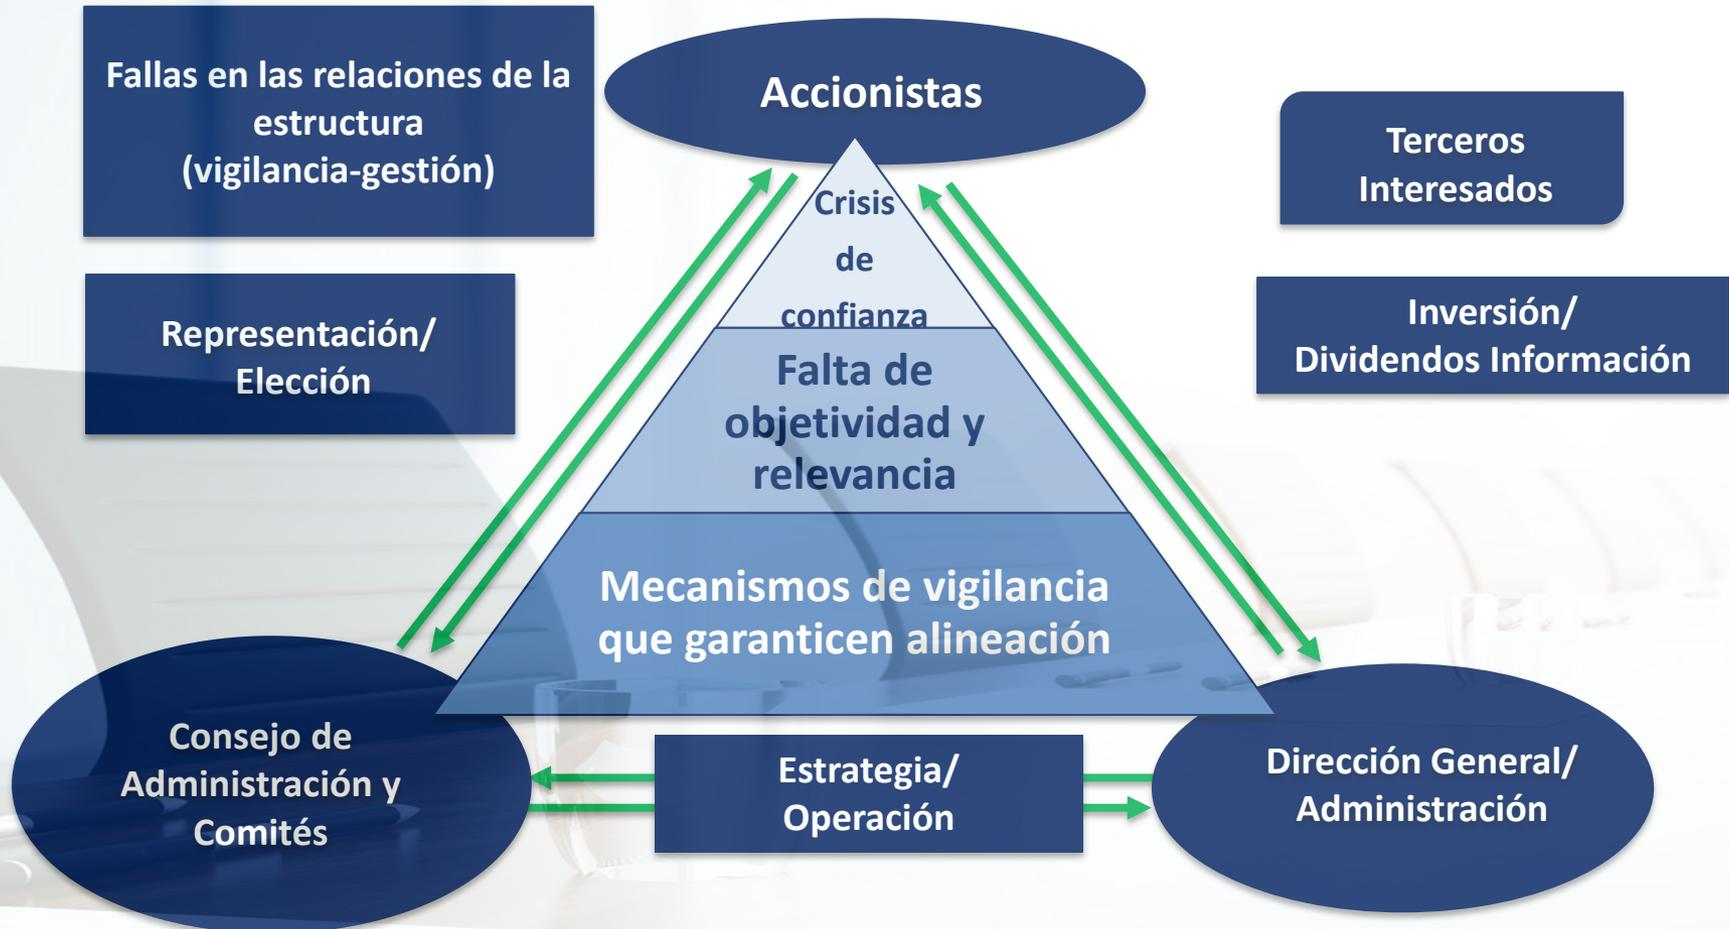 Fallas en las relaciones de la
estructura
(vigilancia-gestión)
Accionistas
Terceros
Interesados
Representación/
Elección
Crisis
de
confianza
Inversión/
Dividendos Información
Falta de
objetividad y
relevancia
Mecanismos de vigilancia
que garanticen alineación
Consejo de
Administración y
Comités
Estrategia/
Operación
Dirección General/
Administración